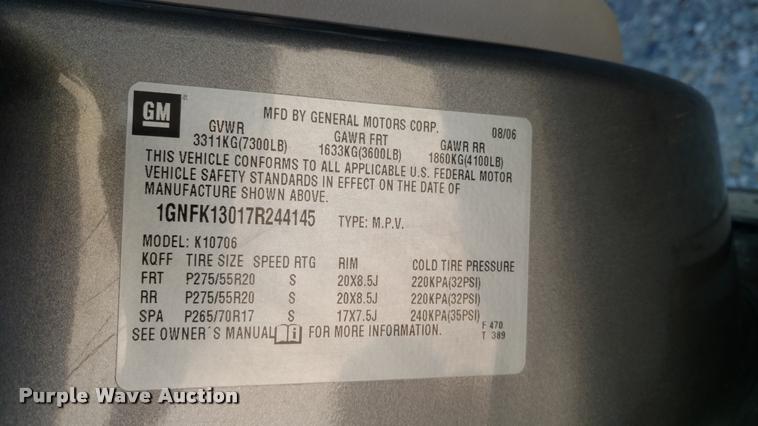 GM
MFD BY GENERAL MOTORS CORP. 08/06
GVWR GAWR FRT GAWR RR
3311KG(7300LB) 1633KG(3600LB) 1860KG(4100LB)
THIS VEHICLE CONFORMS TO ALL APPLICABLE U.S. FEDERAL MOTOR
VEHICLE SAFETY STANDARDS IN EFFECT ON THE DATE OF
MANUFACTURE SHOWN ABOVE.
1GNFK13017R244145 TYPE: M.P.V.
MODEL: K10706
KQFF TIRE SIZE SPEED RTG RIM COLD TIRE PRESSURE
FRT P275/55R20 S 20X8.5J 220KPA(32PSI)
RR P275/55R20 S 20X8.5J 220KPA(32PSI)
SPA P265/70R17 S 17X7.5J 240KPA(35PSI)
SEE OWNER´S MANUAL i FOR MORE INFORMATION. F 470
T 389
Purple Wave Auction